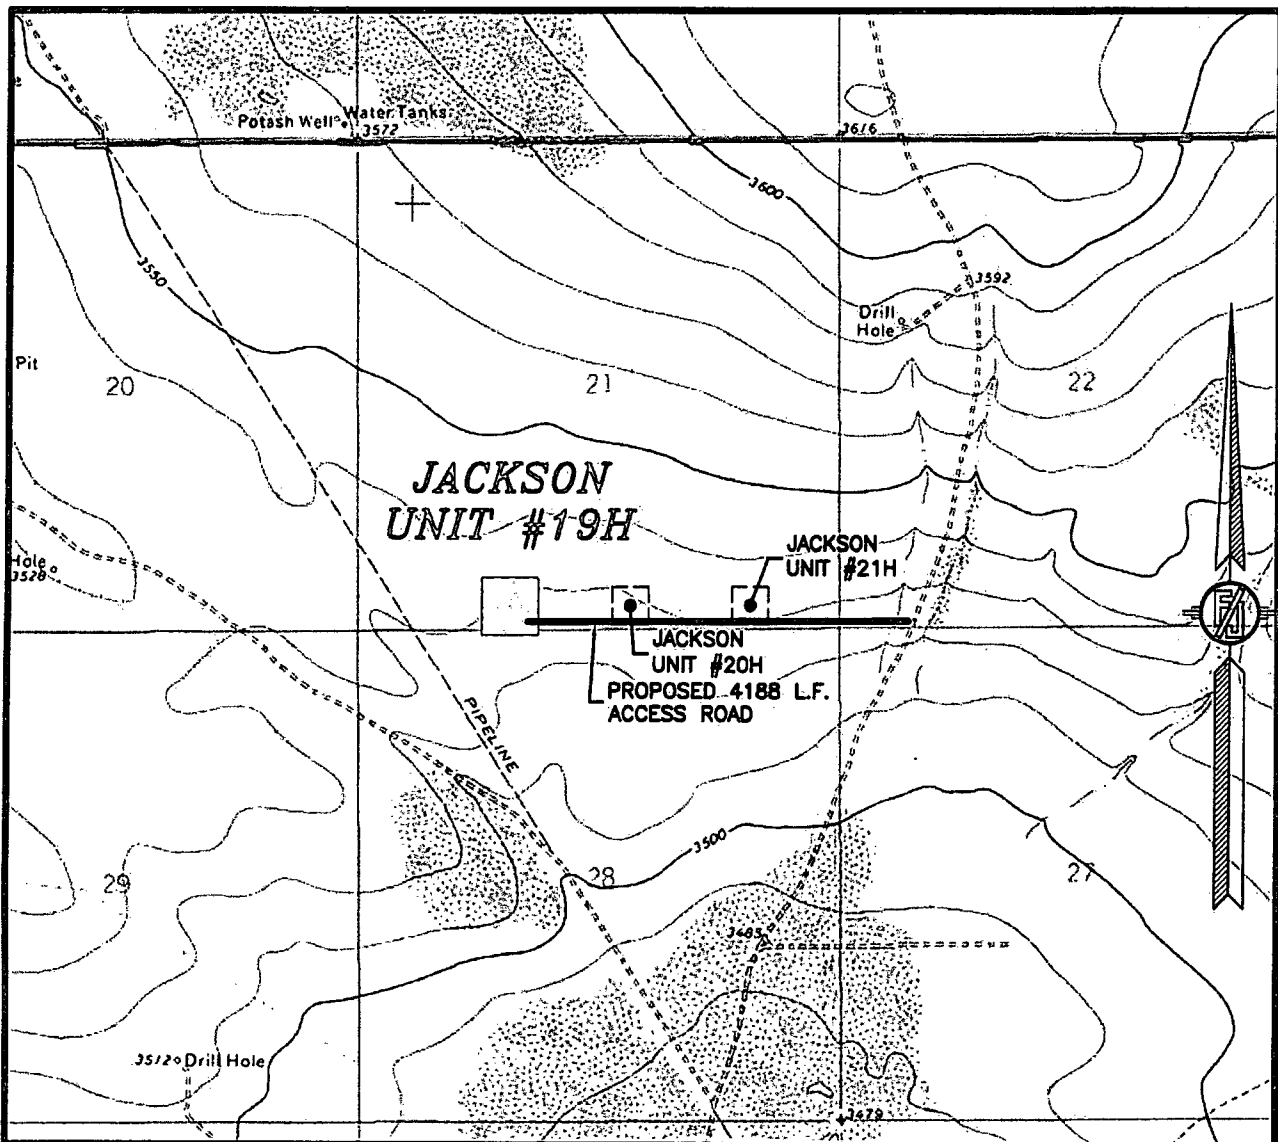 Potash Well
Water Tanks
3572
3616
3600
3550
3592
Drill
Hole
Pit
20
21
22
JACKSON
UNIT #19H
JACKSON
UNIT #21H
Hole
3528
JACKSON
UNIT #20H
PROPOSED 4188 L.F.
ACCESS ROAD
PIPELINE
3500
29
28
27
3485
3512
Drill Hole
3479